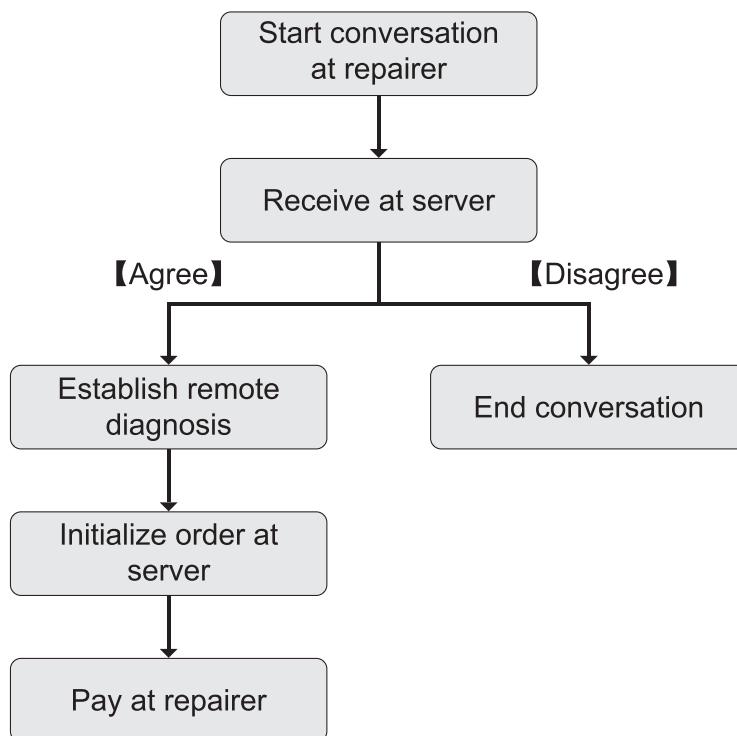 Start conversation
at repairer
Receive at server
【Agree】
【Disagree】
Establish remote
diagnosis
End conversation
Initialize order at
server
Pay at repairer